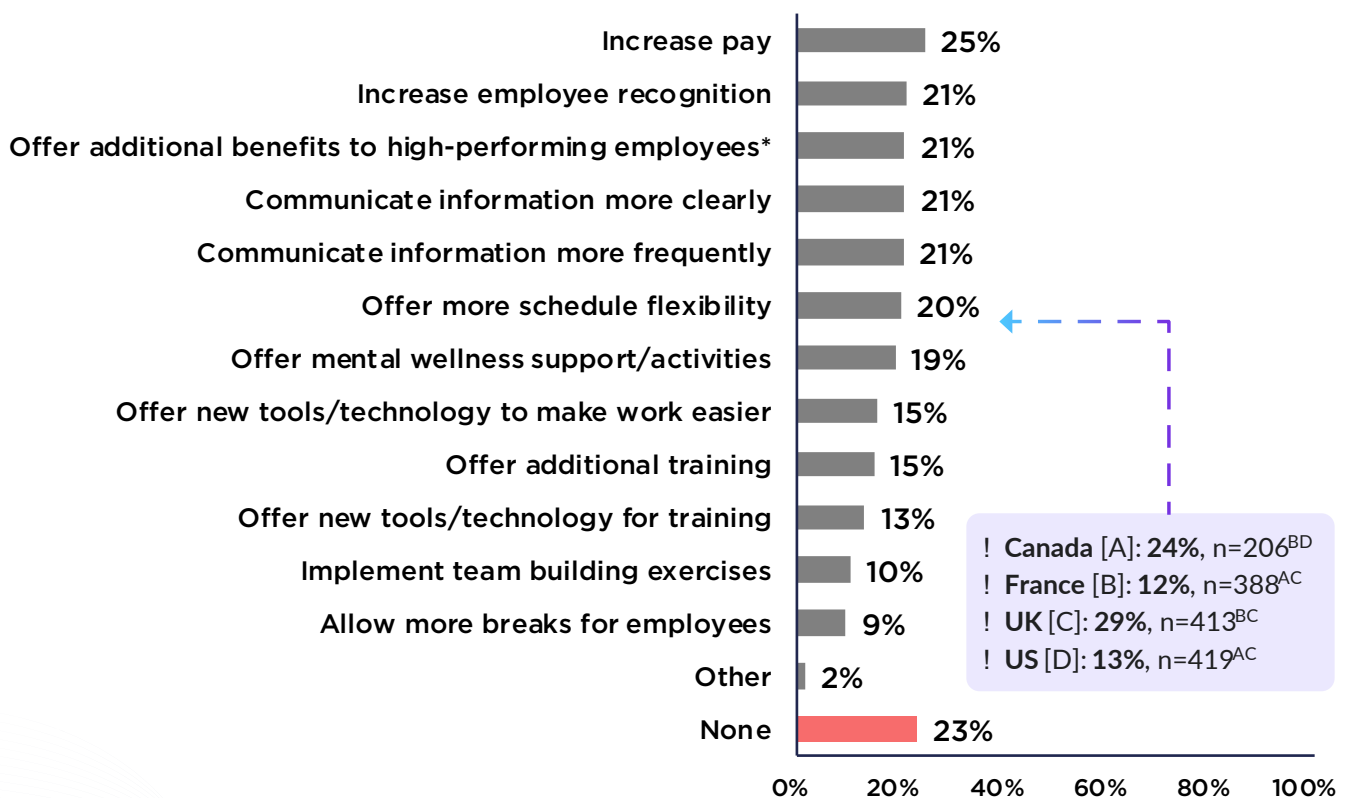 Increase pay 25%
Increase employee recognition 21%
Offer additional benefits to high-performing employees* 21%
Communicate information more clearly 21%
Communicate information more frequently 21%
Offer more schedule flexibility 20%
Offer mental wellness support/activities 19%
Offer new tools/technology to make work easier 15%
Offer additional training 15%
Offer new tools/technology for training 13%
Implement team building exercises 10%
Allow more breaks for employees 9%
Other 2%
None 23%
! Canada [A]: 24%, n=206BD
! France [B]: 12%, n=388AC
! UK [C]: 29%, n=413BC
! US [D]: 13%, n=419AC
0% 20% 40% 60% 80% 100%